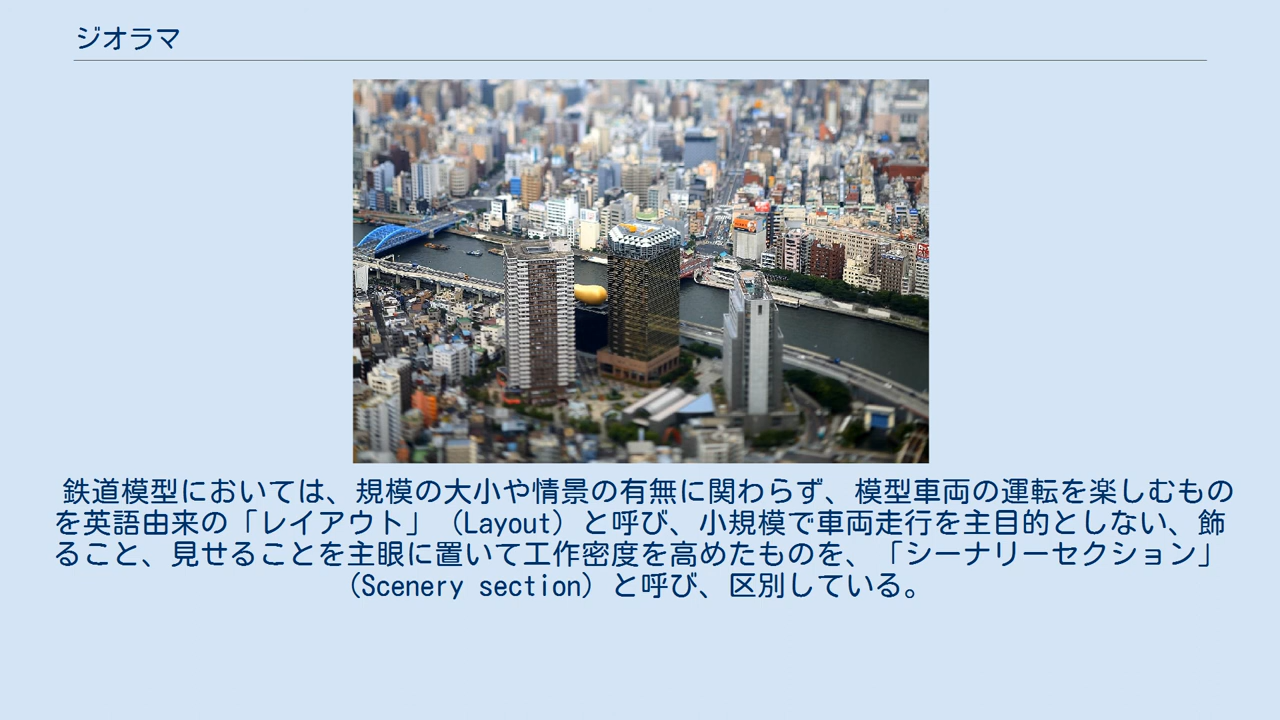 ジオラマ
鉄道模型においては、規模の大小や情景の有無に関わらず、模型車両の運転を楽しむもの
を英語由来の「レイアウト」（Layout）と呼び、小規模で車両走行を主目的としない、飾
ること、見せることを主眼に置いて工作密度を高めたものを、「シーナリーセクション」
（Scenery section）と呼び、区別している。